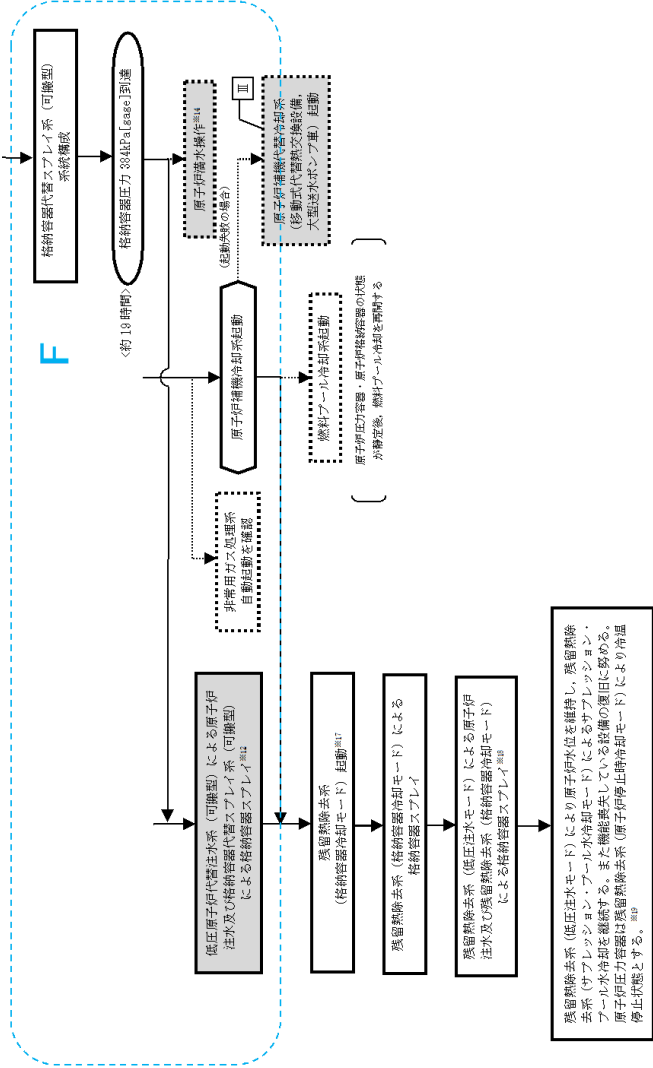 格納容器代替スプレイ系（可搬型）
系統構成
格納容器圧力 384kPa[gage]到達
<約 19 時間>
F
原子炉満水操作※14
（起動失敗の場合）
Ⅲ
原子炉補機代替冷却系
（移動式代替熱交換設備，
大型送水ポンプ車） 起動
原子炉補機冷却系起動
燃料プール冷却系起動
原子炉圧力容器・原子炉格納容器の状態
が静定後，燃料プール冷却を再開する
非常用ガス処理系
自動起動を確認
低圧原子炉代替注水系（可搬型）による原子炉
注水及び格納容器代替スプレイ系（可搬型）
による格納容器スプレイ※12
残留熱除去系
（格納容器冷却モード）起動※17
残留熱除去系（格納容器冷却モード）による
格納容器スプレイ
残留熱除去系（低圧注水モード）による原子炉
注水及び残留熱除去系（格納容器冷却モード）
による格納容器スプレイ※18
残留熱除去系（低圧注水モード）により原子炉水位を維持し，残留熱除
去系（サプレッション・プール水冷却モード）によるサプレッション・
プール水冷却を継続する。また機能喪失している設備の復旧に努める。
原子炉圧力容器は残留熱除去系（原子炉停止時冷却モード）により冷温
停止状態とする。※19